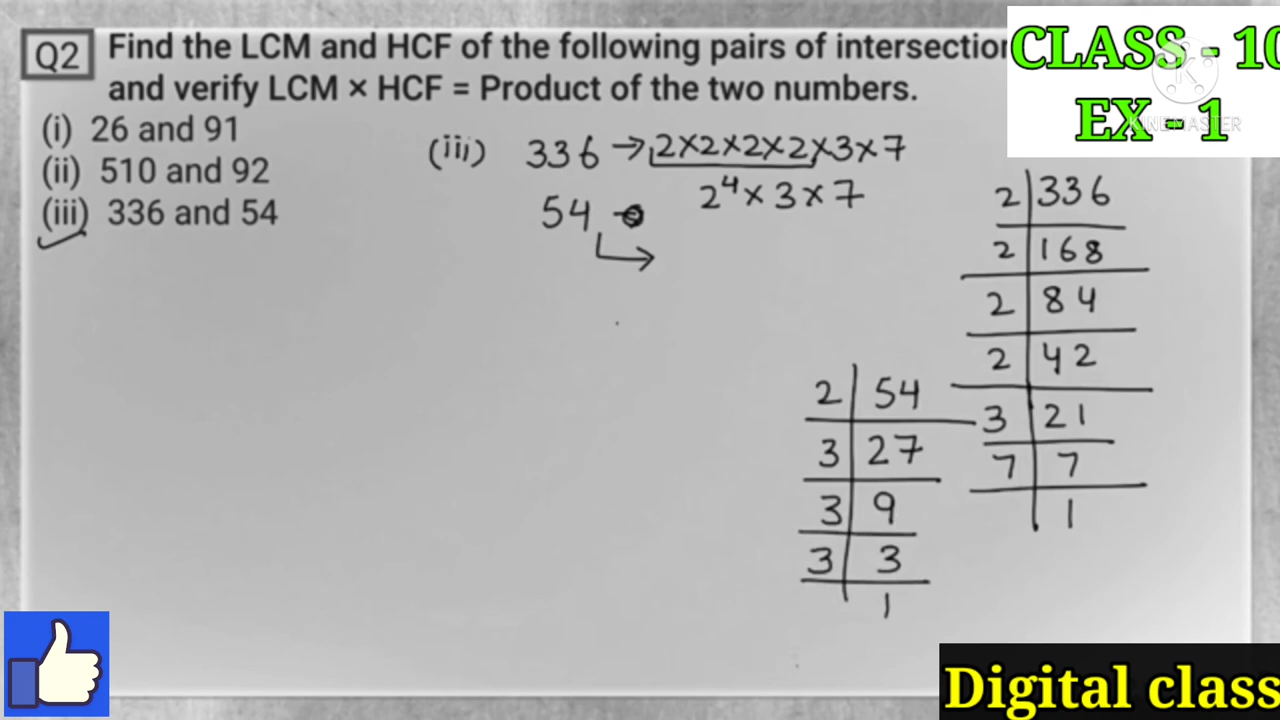 Q2 Find the LCM and HCF of the following pairs of intersection
and verify LCM × HCF = Product of the two numbers.
(i) 26 and 91
(ii) 510 and 92
(iii) 336 and 54
(iii) 336 → 2×2×2×2×3×7
2⁴×3×7
54
2 | 336
2 | 168
2 | 84
2 | 42
3 | 21
7 | 7
1
2 | 54
3 | 27
3 | 9
3 | 3
1
CLASS - 10
EX - 1
KINEMASTER
Digital class